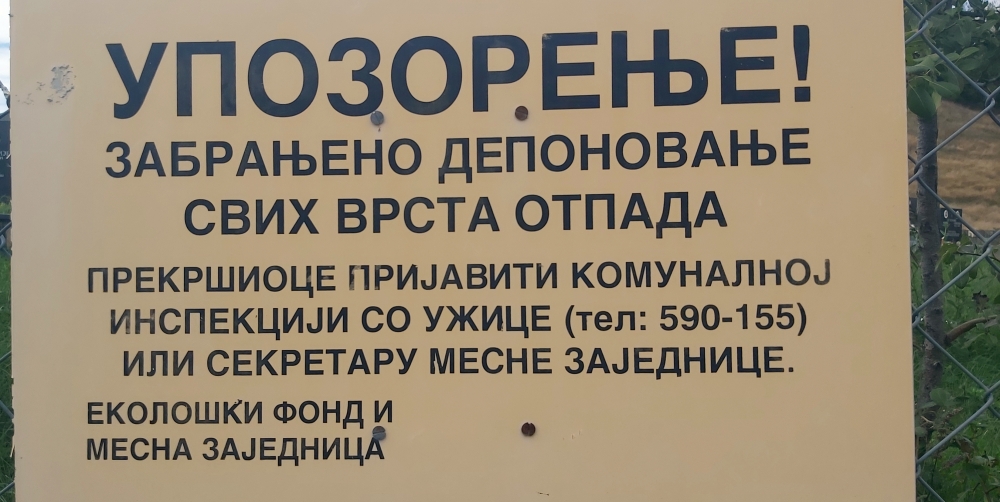 УПОЗОРЕЊЕ!
ЗАБРАЊЕНО ДЕПОНОВАЊЕ
СВИХ ВРСТА ОТПАДА
ПРЕКРШИОЦЕ ПРИЈАВИТИ КОМУНАЛНОЈ
ИНСПЕКЦИЈИ СО УЖИЦЕ (тел: 590-155)
ИЛИ СЕКРЕТАРУ МЕСНЕ ЗАЈЕДНИЦЕ.
ЕКОЛОШКИ ФОНД И
МЕСНА ЗАЈЕДНИЦА